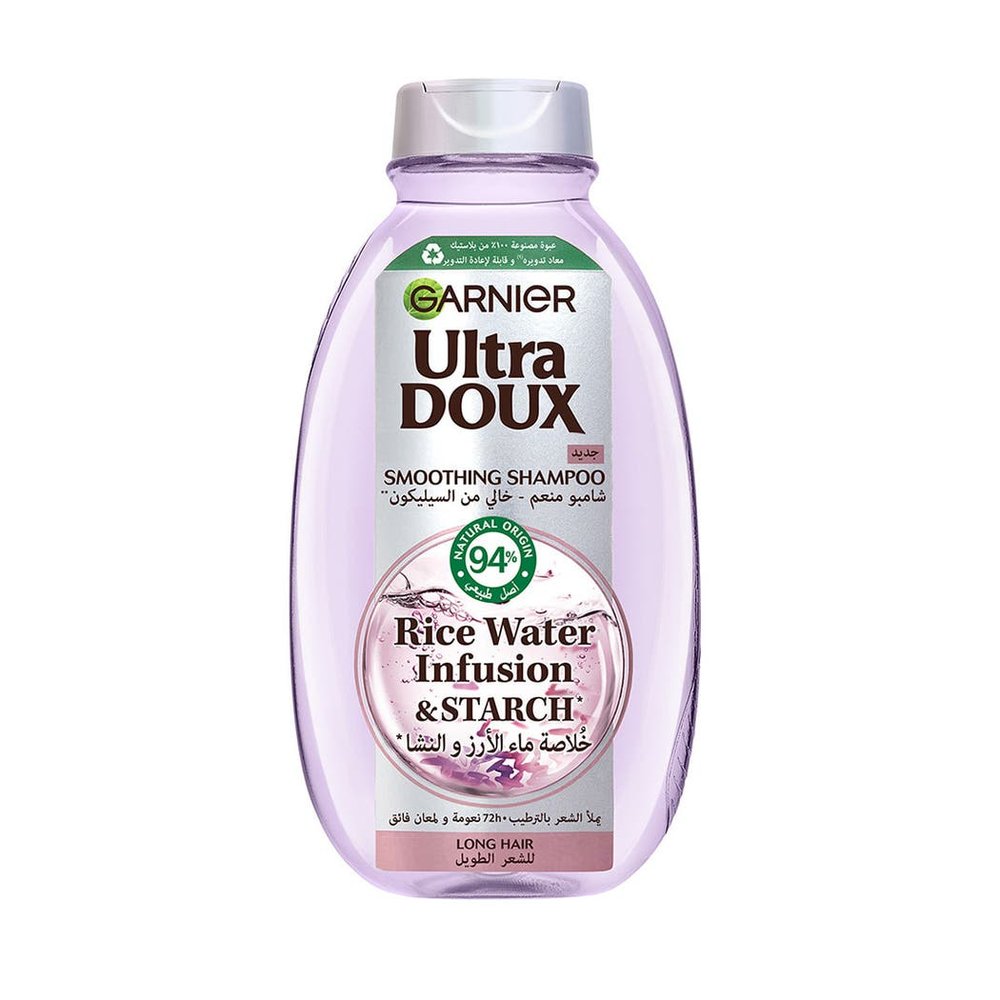 عبوة مصنوعة ١٠٠٪ من بلاستيك
معاد تدويره⁽¹⁾ و قابلة لإعادة التدوير
GARNIER
Ultra
DOUX
جديد
SMOOTHING SHAMPOO
شامبو منعم - خالي من السيليكون**
NATURAL ORIGIN
94%
أصل طبيعي
Rice Water
Infusion
& STARCH*
خُلاصة ماء الأرز و النشا*
يملأ الشعر بالترطيب • 72h نعومة و لمعان فائق
LONG HAIR
للشعر الطويل